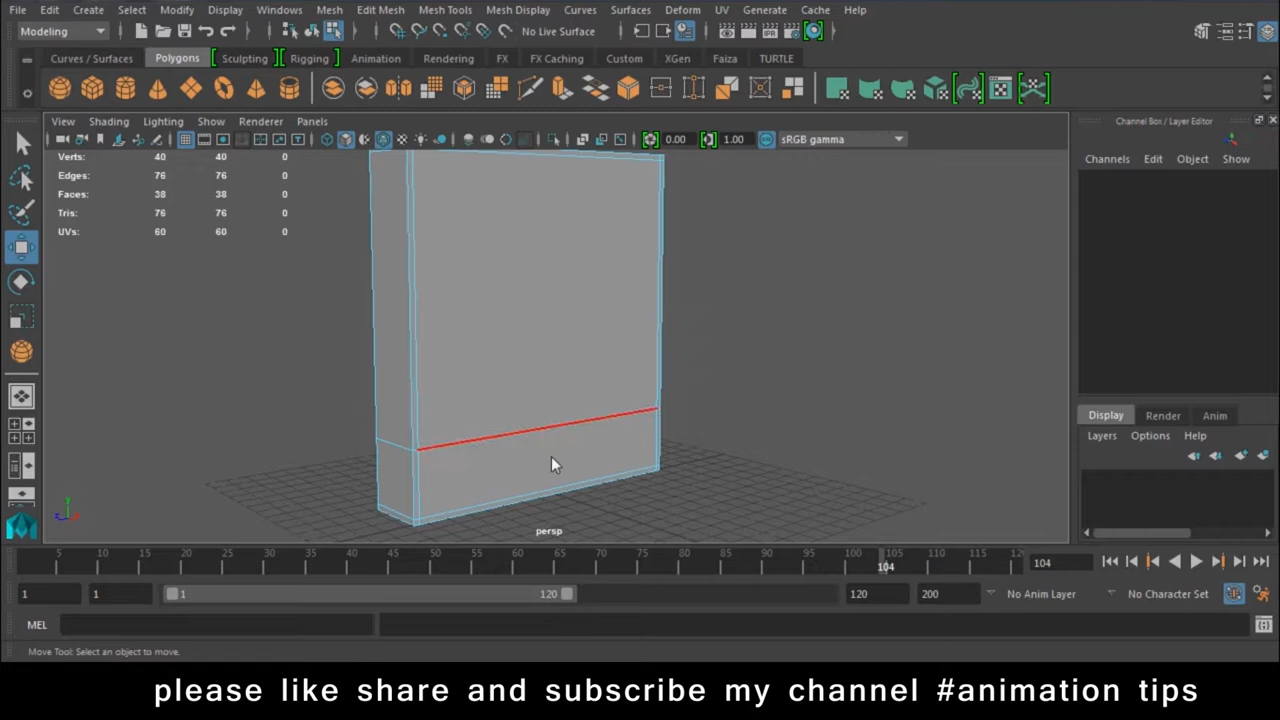 File Edit Create Select Modify Display Windows Mesh Edit Mesh Mesh Tools Mesh Display Curves Surfaces Deform UV Generate Cache Help
Modeling No Live Surface
Curves / Surfaces Polygons Sculpting Rigging Animation Rendering FX FX Caching Custom XGen Faiza TURTLE
View Shading Lighting Show Renderer Panels
0.00 1.00 sRGB gamma
Verts: 40 40 0
Edges: 76 76 0
Faces: 38 38 0
Tris: 76 76 0
UVs: 60 60 0
persp
Channel Box / Layer Editor
Channels Edit Object Show
Display Render Anim
Layers Options Help
5 10 15 20 25 30 35 40 45 50 55 60 65 70 75 80 85 90 95 100 105 110 115 12
104 104
1 1 1 120 120 200 No Anim Layer No Character Set
MEL
Move Tool: Select an object to move.
please like share and subscribe my channel #animation tips